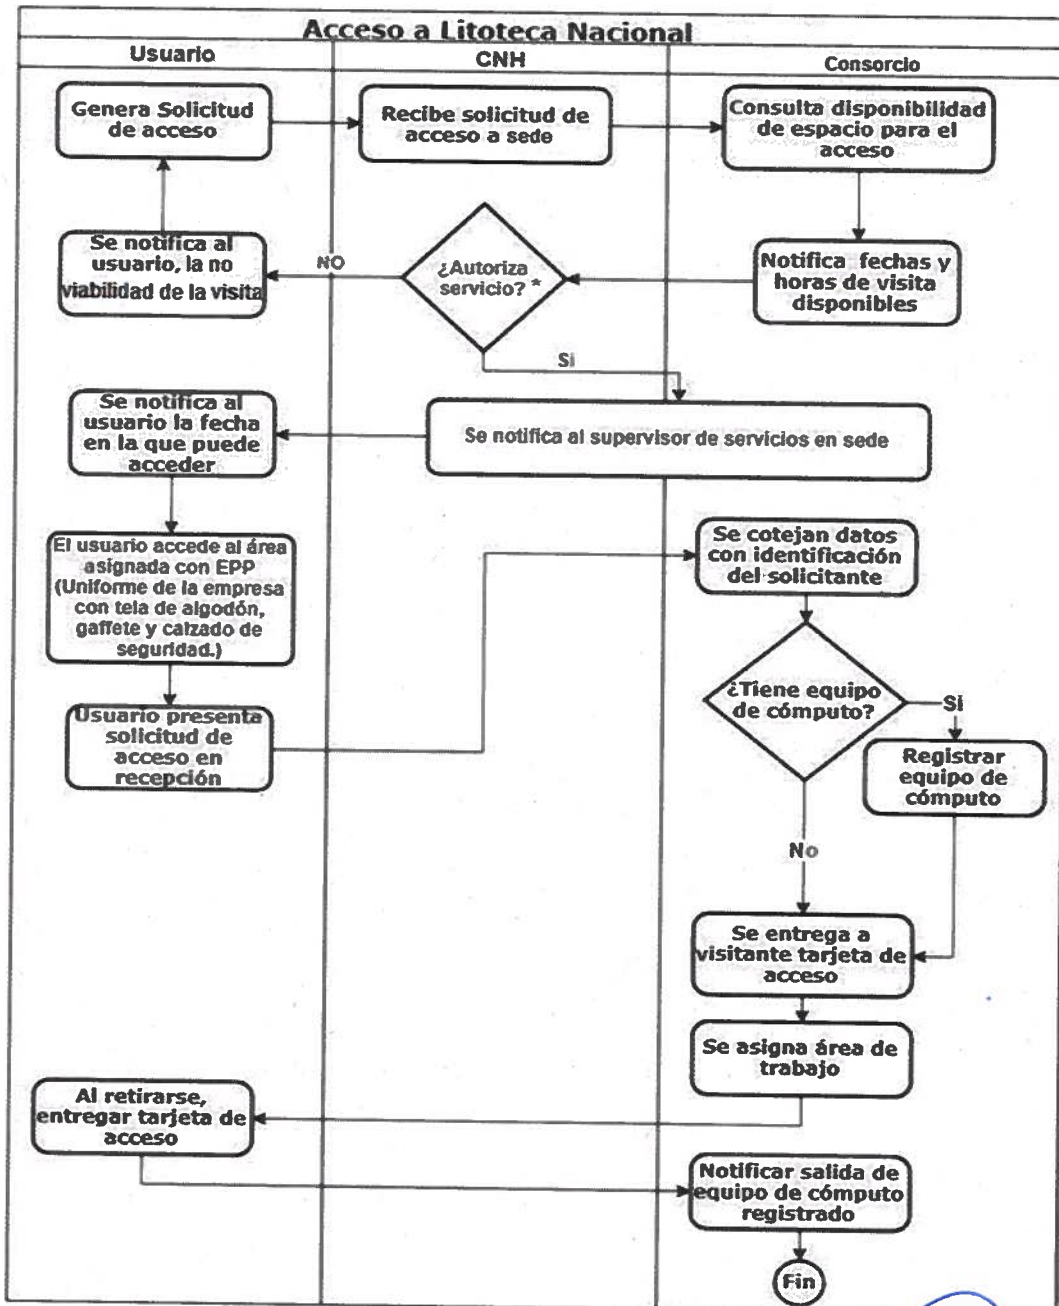 Acceso a Litoteca Nacional
Usuario
CNH
Consorcio
Genera Solicitud
de acceso
Recibe solicitud de
acceso a sede
Consulta disponibilidad
de espacio para el
acceso
Se notifica al
usuario, la no
viabilidad de la visita
NO
¿Autoriza
servicio? *
Notifica fechas y
horas de visita
disponibles
Si
Se notifica al
usuario la fecha
en la que puede
acceder
Se notifica al supervisor de servicios en sede
El usuario accede al área
asignada con EPP
(Uniforme de la empresa
con tela de algodón,
gaffete y calzado de
seguridad.)
Se cotejan datos
con identificación
del solicitante
Usuario presenta
solicitud de
acceso en
recepción
¿Tiene equipo
de cómputo?
Si
Registrar
equipo de
cómputo
No
Se entrega a
visitante tarjeta de
acceso
Se asigna área de
trabajo
Al retirarse,
entregar tarjeta de
acceso
Notificar salida de
equipo de cómputo
registrado
Fin